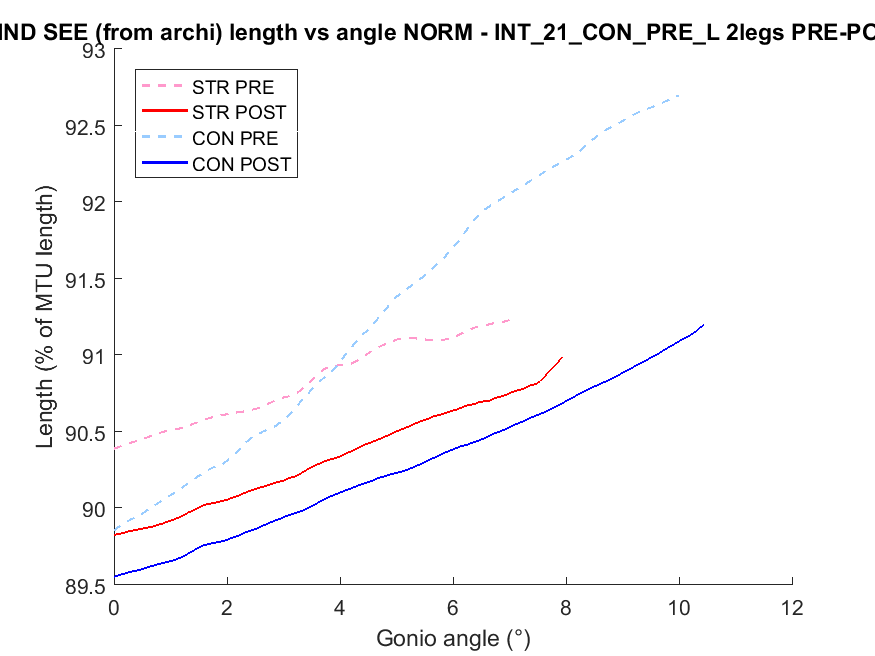 IND SEE (from archi) length vs angle NORM - INT_21_CON_PRE_L 2legs PRE-PO
93
92.5
92
91.5
91
90.5
90
89.5
Length (% of MTU length)
STR PRE
STR POST
CON PRE
CON POST
0 2 4 6 8 10 12
Gonio angle (°)